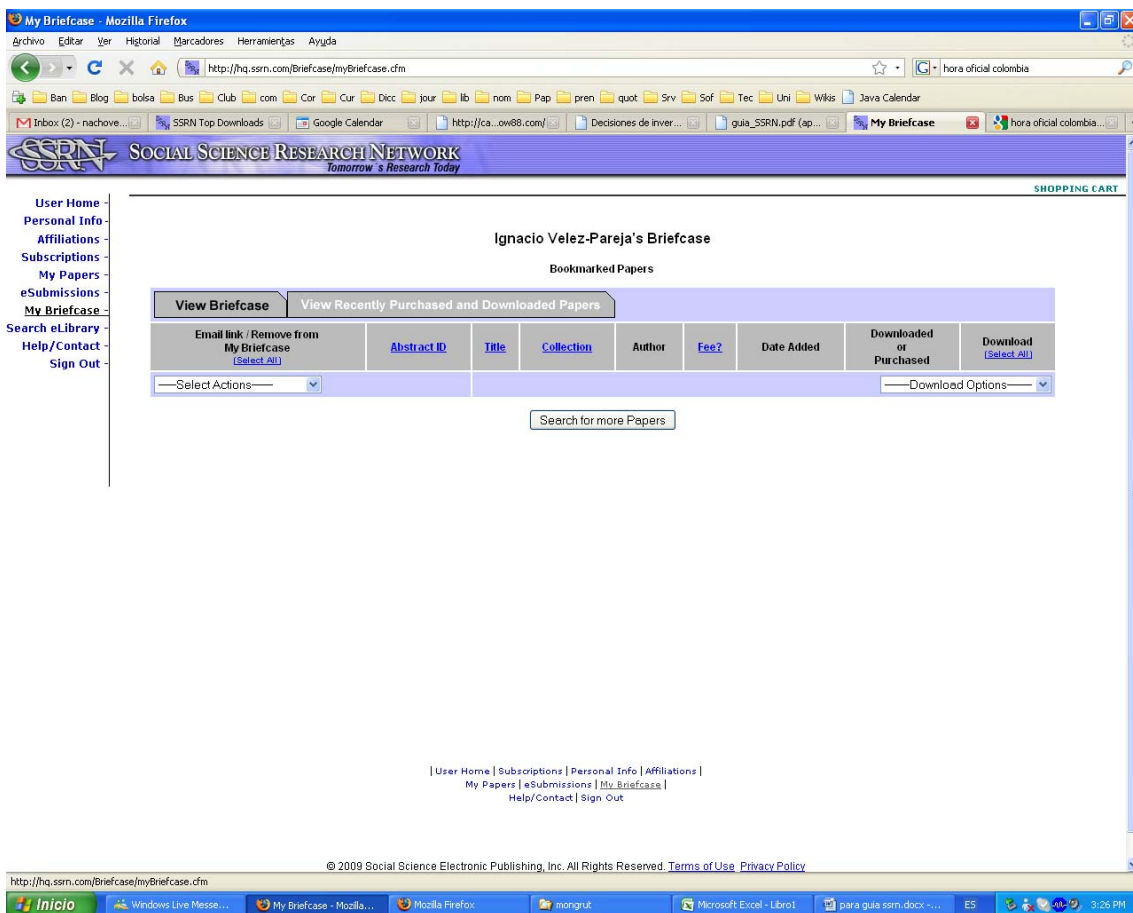 My Briefcase - Mozilla Firefox
Archivo Editar Ver Historial Marcadores Herramientas Ayuda
http://hq.ssrn.com/Briefcase/myBriefcase.cfm
hora oficial colombia
Ban Blog bolsa Bus Club com Cor Cur Dicc jour lib nom Pap pren quot Srv Sof Tec Uni Wikis Java Calendar
Inbox (2) - nachove... SSRN Top Downloads Google Calendar http://ca...ow88.com/ Decisiones de inver... guia_SSRN.pdf (ap... My Briefcase hora oficial colombia...
SSRN SOCIAL SCIENCE RESEARCH NETWORK
Tomorrow's Research Today
SHOPPING CART
User Home
Personal Info
Affiliations
Subscriptions
My Papers
eSubmissions
My Briefcase
Search eLibrary
Help/Contact
Sign Out
Ignacio Velez-Pareja's Briefcase
Bookmarked Papers
View Briefcase View Recently Purchased and Downloaded Papers
Email link / Remove from
My Briefcase
(Select All)
Abstract ID Title Collection Author Fee? Date Added
Downloaded
or
Purchased
Download
(Select All)
-----Select Actions----- ------Download Options------
Search for more Papers
| User Home | Subscriptions | Personal Info | Affiliations |
My Papers | eSubmissions | My Briefcase |
Help/Contact | Sign Out
© 2009 Social Science Electronic Publishing, Inc. All Rights Reserved. Terms of Use Privacy Policy
http://hq.ssrn.com/Briefcase/myBriefcase.cfm
Inicio Windows Live Messe... My Briefcase - Mozilla... Mozilla Firefox mongrut Microsoft Excel - Libro1 para guia ssrn.docx -... ES 3:26 PM